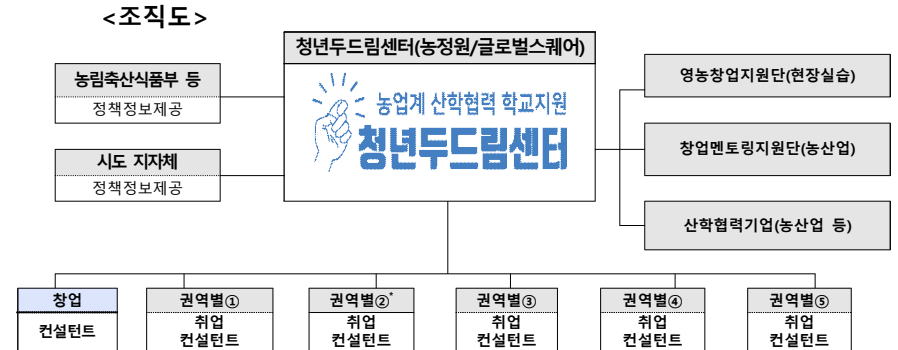 <조직도>
청년두드림센터(농정원/글로벌스퀘어)
농림축산식품부 등
정책정보제공
시도 지자체
정책정보제공
농업계 산학협력 학교지원
청년두드림센터
영농창업지원단(현장실습)
창업멘토링지원단(농산업)
산학협력기업(농산업 등)
창업
컨설턴트
권역별①
취업
컨설턴트
권역별②*
취업
컨설턴트
권역별③
취업
컨설턴트
권역별④
취업
컨설턴트
권역별⑤
취업
컨설턴트